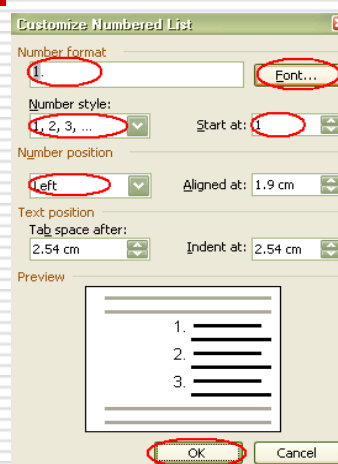 Customize Numbered List
Number format
1.
Font...
Number style:
1, 2, 3, ...
Start at: 1
Number position
Left
Aligned at: 1.9 cm
Text position
Tab space after:
2.54 cm
Indent at: 2.54 cm
Preview
1.
2.
3.
OK
Cancel